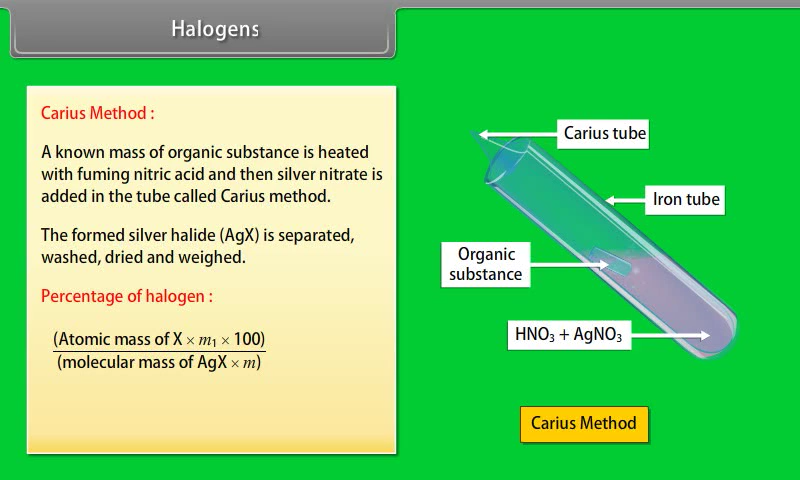 Halogens
Carius Method :
A known mass of organic substance is heated
with fuming nitric acid and then silver nitrate is
added in the tube called Carius method.
The formed silver halide (AgX) is separated,
washed, dried and weighed.
Percentage of halogen :
(Atomic mass of X × m₁ × 100)
(molecular mass of AgX × m)
Carius tube
Iron tube
Organic
substance
HNO₃ + AgNO₃
Carius Method